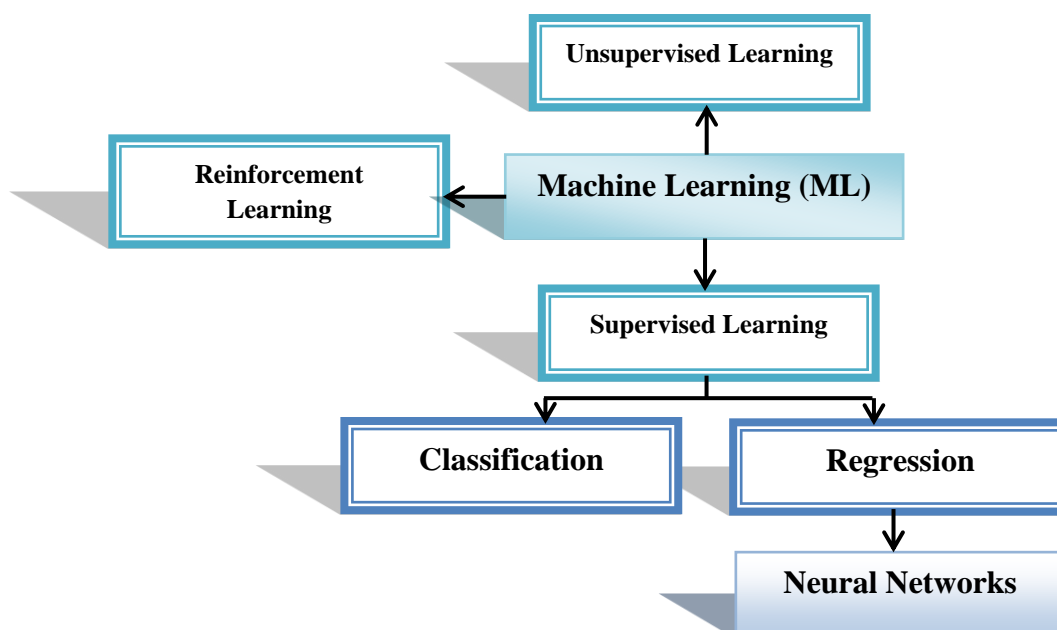 Unsupervised Learning
Reinforcement
Learning
Machine Learning (ML)
Supervised Learning
Classification
Regression
Neural Networks